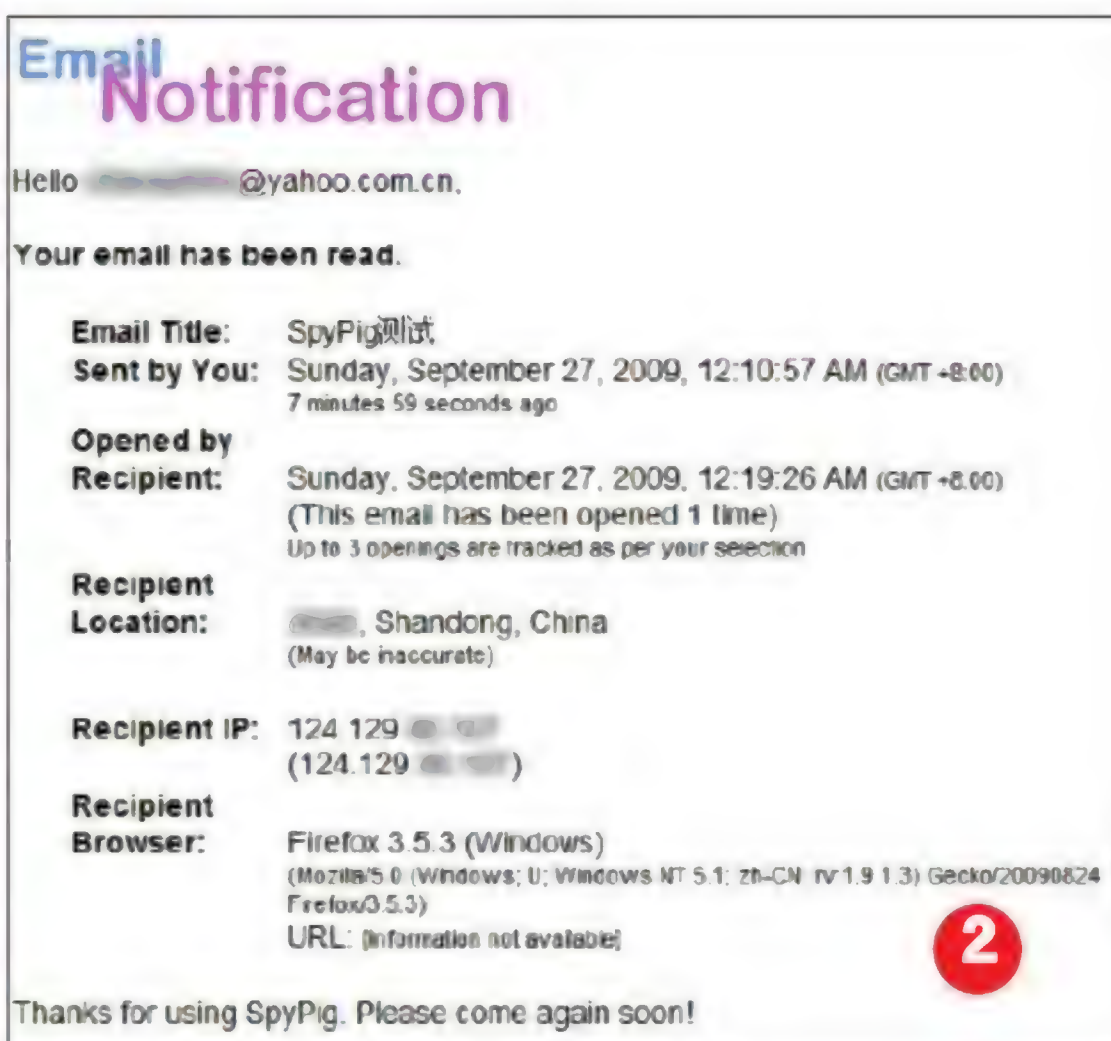 Email
Notification
Hello @yahoo.com.cn,
Your email has been read.
Email Title: SpyPig测试
Sent by You: Sunday, September 27, 2009, 12:10:57 AM (GMT +8:00)
7 minutes 59 seconds ago
Opened by
Recipient: Sunday, September 27, 2009, 12:19:26 AM (GMT +8:00)
(This email has been opened 1 time)
Up to 3 openings are tracked as per your selection
Recipient
Location: , Shandong, China
(May be inaccurate)
Recipient IP: 124.129
(124.129 )
Recipient
Browser: Firefox 3.5.3 (Windows)
(Mozilla/5.0 (Windows; U; Windows NT 5.1; zh-CN; rv:1.9.1.3) Gecko/20090824
Firefox/3.5.3)
URL: [information not available]
2
Thanks for using SpyPig. Please come again soon!